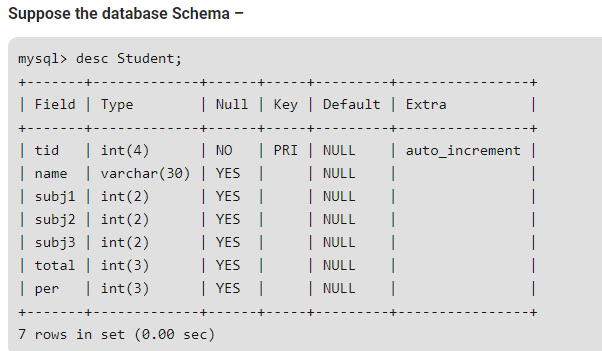 Suppose the database Schema –
mysql> desc Student;
+-------+-------------+------+-----+---------+----------------+
| Field | Type        | Null | Key | Default | Extra          |
+-------+-------------+------+-----+---------+----------------+
| tid   | int(4)      | NO   | PRI | NULL    | auto_increment |
| name  | varchar(30) | YES  |     | NULL    |                |
| subj1 | int(2)      | YES  |     | NULL    |                |
| subj2 | int(2)      | YES  |     | NULL    |                |
| subj3 | int(2)      | YES  |     | NULL    |                |
| total | int(3)      | YES  |     | NULL    |                |
| per   | int(3)      | YES  |     | NULL    |                |
+-------+-------------+------+-----+---------+----------------+
7 rows in set (0.00 sec)